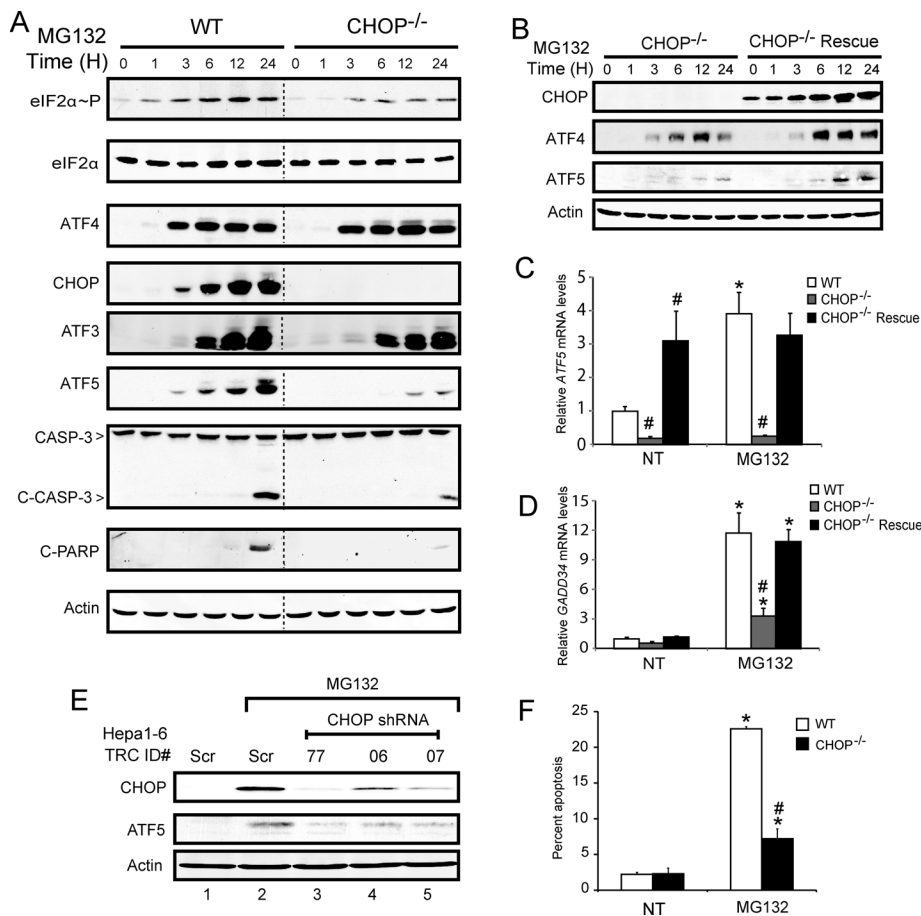 A
WT CHOP-/-
MG132
Time (H) 0 1 3 6 12 24 0 1 3 6 12 24
eIF2α~P
eIF2α
ATF4
CHOP
ATF3
ATF5
CASP-3 >
C-CASP-3 >
C-PARP
Actin
B
CHOP-/- CHOP-/- Rescue
MG132
Time (H) 0 1 3 6 12 24 0 1 3 6 12 24
CHOP
ATF4
ATF5
Actin
C
Relative ATF5 mRNA levels
5
4
3
2
1
0
# # * #
WT
CHOP-/-
CHOP-/- Rescue
NT MG132
D
Relative GADD34 mRNA levels
15
12
9
6
3
0
* # * *
WT
CHOP-/-
CHOP-/- Rescue
NT MG132
E
MG132
Hepa1-6 CHOP shRNA
TRC ID# Scr Scr 77 06 07
CHOP
ATF5
Actin
1 2 3 4 5
F
Percent apoptosis
25
20
15
10
5
0
* # *
WT
CHOP-/-
NT MG132